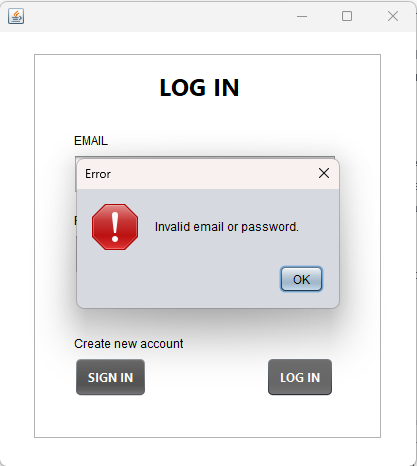 LOG IN
EMAIL
Error
Invalid email or password.
OK
Create new account
SIGN IN
LOG IN